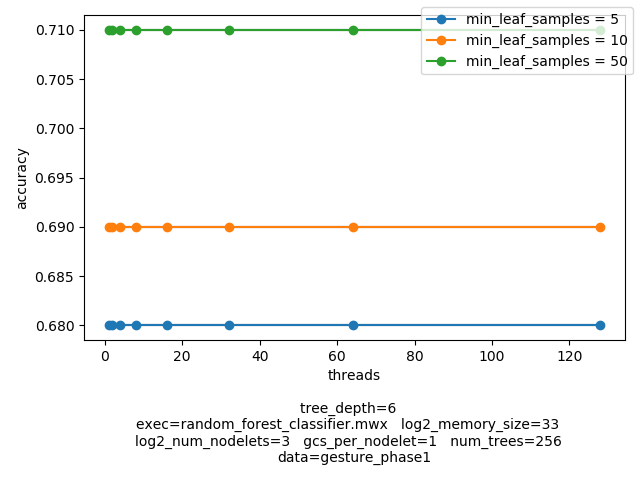 min_leaf_samples = 5
min_leaf_samples = 10
min_leaf_samples = 50
0.710
0.705
0.700
0.695
0.690
0.685
0.680
accuracy
0 20 40 60 80 100 120
threads
tree_depth=6
exec=random_forest_classifier.mwx log2_memory_size=33
log2_num_nodelets=3 gcs_per_nodelet=1 num_trees=256
data=gesture_phase1